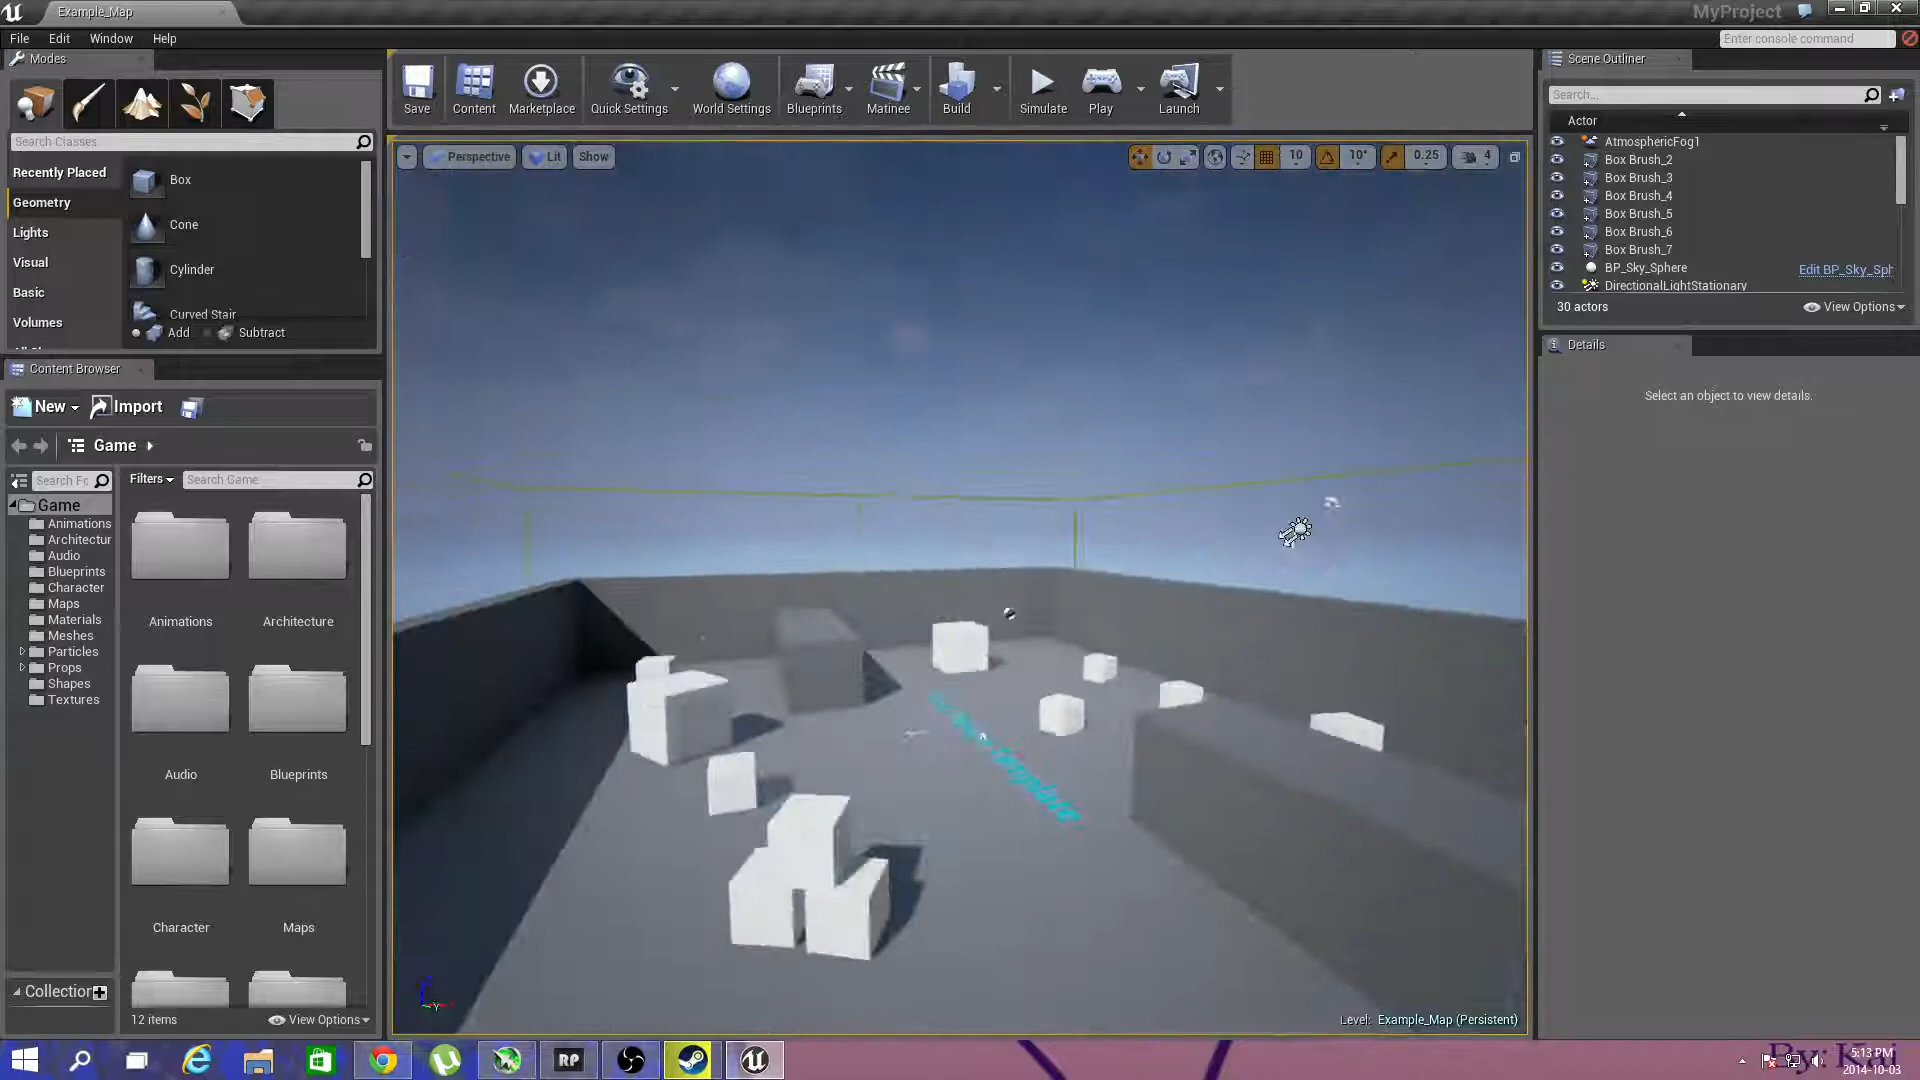 Example_Map
MyProject
File Edit Window Help
Enter console command
Modes
Search Classes
Recently Placed
Geometry
Lights
Visual
Basic
Volumes
Box
Cone
Cylinder
Curved Stair
Add Subtract
Save Content Marketplace Quick Settings World Settings Blueprints Matinee Build Simulate Play Launch
Perspective Lit Show
10 10° 0.25 4
Scene Outliner
Search...
Actor
AtmosphericFog1
Box Brush_2
Box Brush_3
Box Brush_4
Box Brush_5
Box Brush_6
Box Brush_7
BP_Sky_Sphere Edit BP_Sky_Sph
DirectionalLightStationary
30 actors View Options
Details
Select an object to view details.
Content Browser
New Import
Game
Search Fo
Filters Search Game
Game
Animations
Architectur
Audio
Blueprints
Character
Maps
Materials
Meshes
Particles
Props
Shapes
Textures
Animations Architecture
Audio Blueprints
Character Maps
Collection
12 items View Options
Level: Example_Map (Persistent)
RP
By: Kai
5:13 PM
2014-10-03